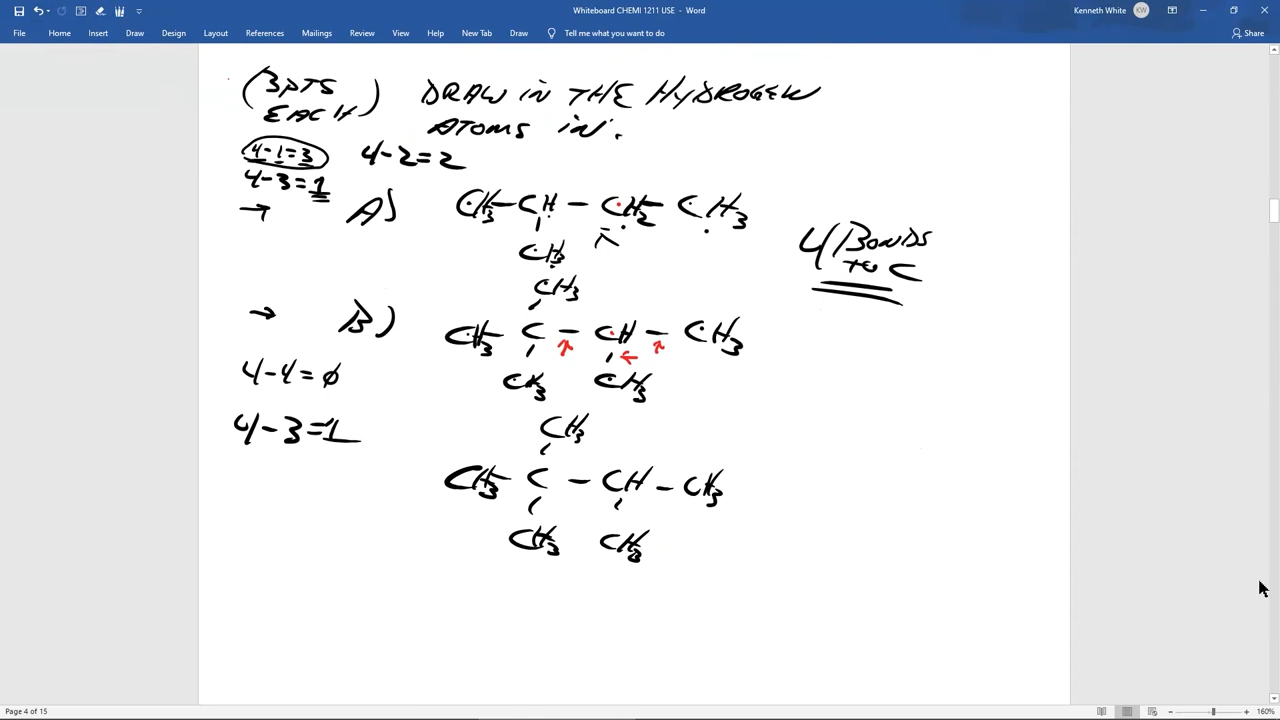 Whiteboard CHEMI 1211 USE - Word
Kenneth White KW
File Home Insert Draw Design Layout References Mailings Review View Help New Tab Draw Tell me what you want to do Share
(3PTS EACH) DRAW IN THE HYDROGEN
ATOMS IN:
4-1=3 4-2=2
4-3=1
→ A) CH3-CH-CH2-CH3
CH3
4 BONDS
to C
CH3
→ B) CH3-C-CH-CH3
4-4=ϕ CH3 CH3
4-3=1 CH3
CH3-C-CH-CH3
CH3 CH3
Page 4 of 15
160%